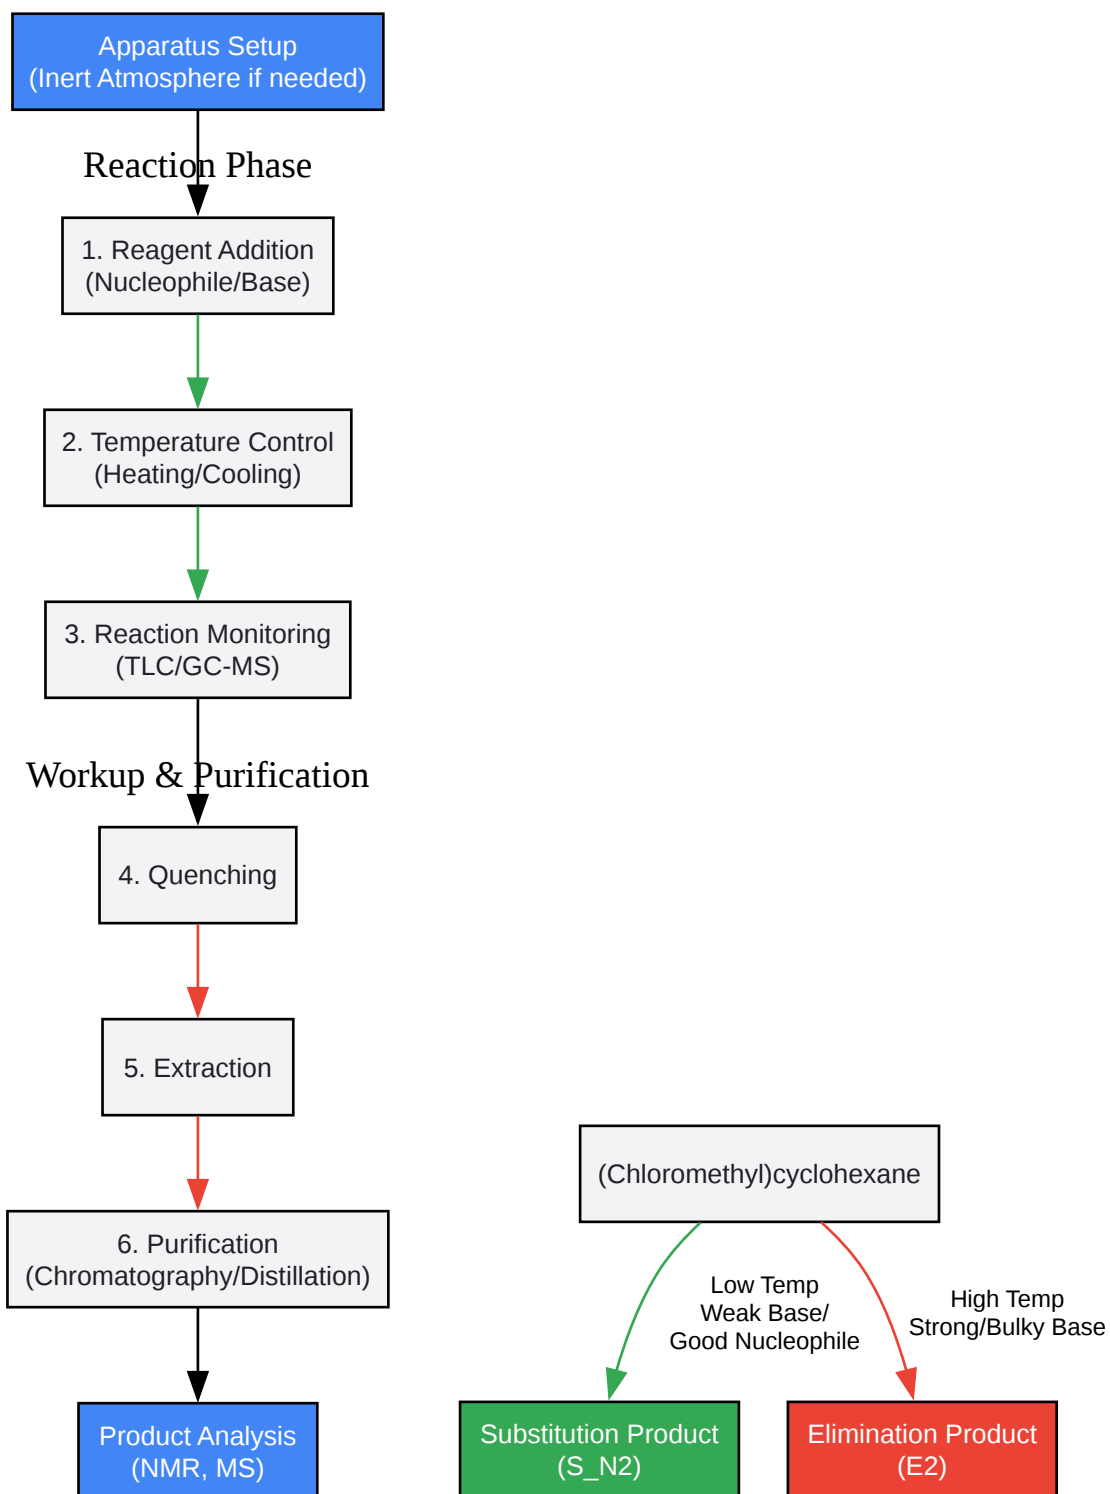 Apparatus Setup
(Inert Atmosphere if needed)
Reaction Phase
1. Reagent Addition
(Nucleophile/Base)
2. Temperature Control
(Heating/Cooling)
3. Reaction Monitoring
(TLC/GC-MS)
Workup & Purification
4. Quenching
5. Extraction
6. Purification
(Chromatography/Distillation)
Product Analysis
(NMR, MS)
(Chloromethyl)cyclohexane
Low Temp
Weak Base/
Good Nucleophile
High Temp
Strong/Bulky Base
Substitution Product
(S_N2)
Elimination Product
(E2)